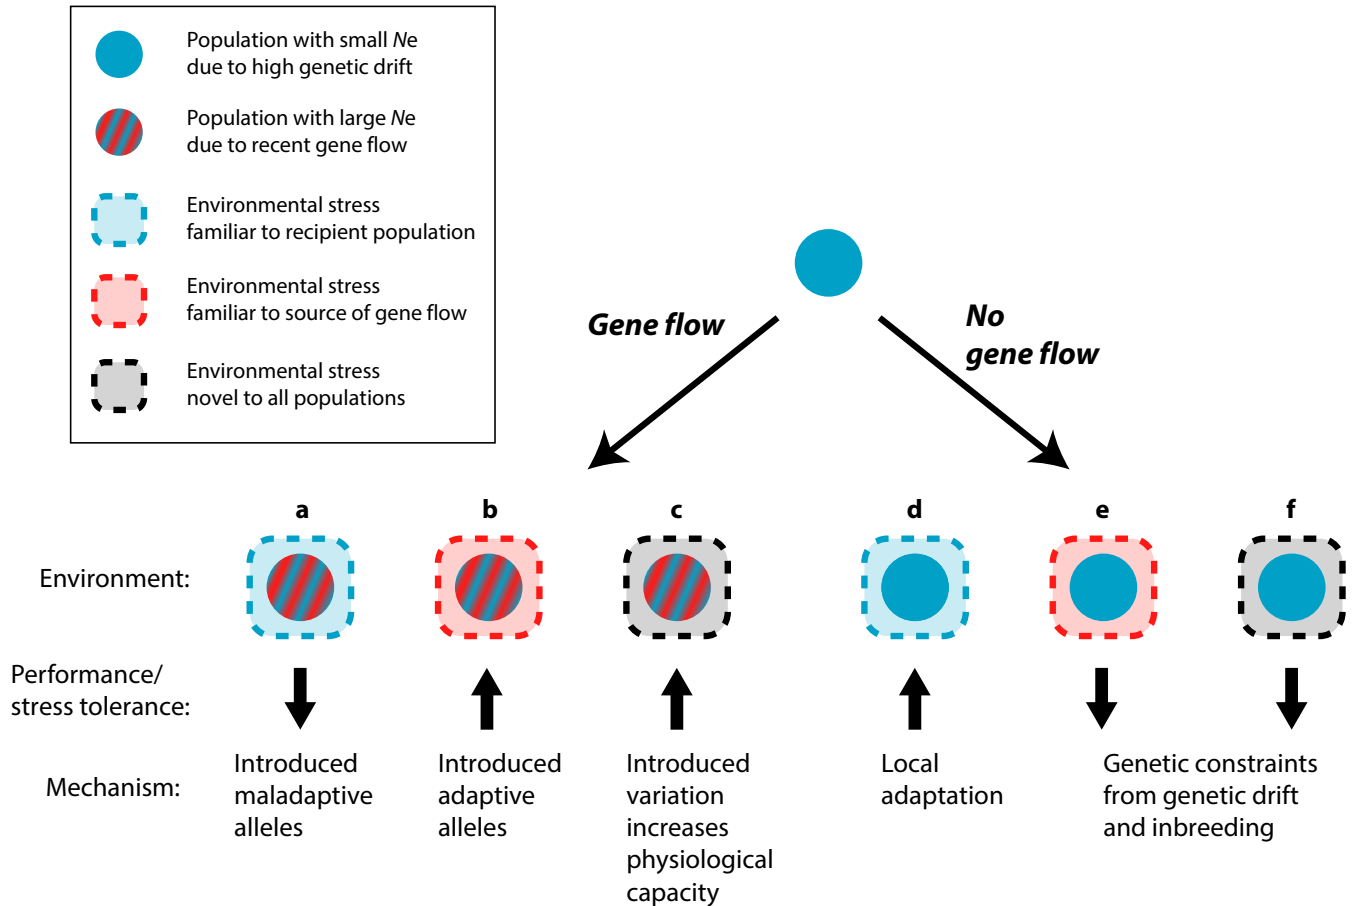 Population with small Ne
due to high genetic drift
Population with large Ne
due to recent gene flow
Environmental stress
familiar to recipient population
Environmental stress
familiar to source of gene flow
Environmental stress
novel to all populations
Gene flow
No
gene flow
a b c d e f
Environment:
Performance/
stress tolerance:
Mechanism:
Introduced
maladaptive
alleles
Introduced
adaptive
alleles
Introduced
variation
increases
physiological
capacity
Local
adaptation
Genetic constraints
from genetic drift
and inbreeding